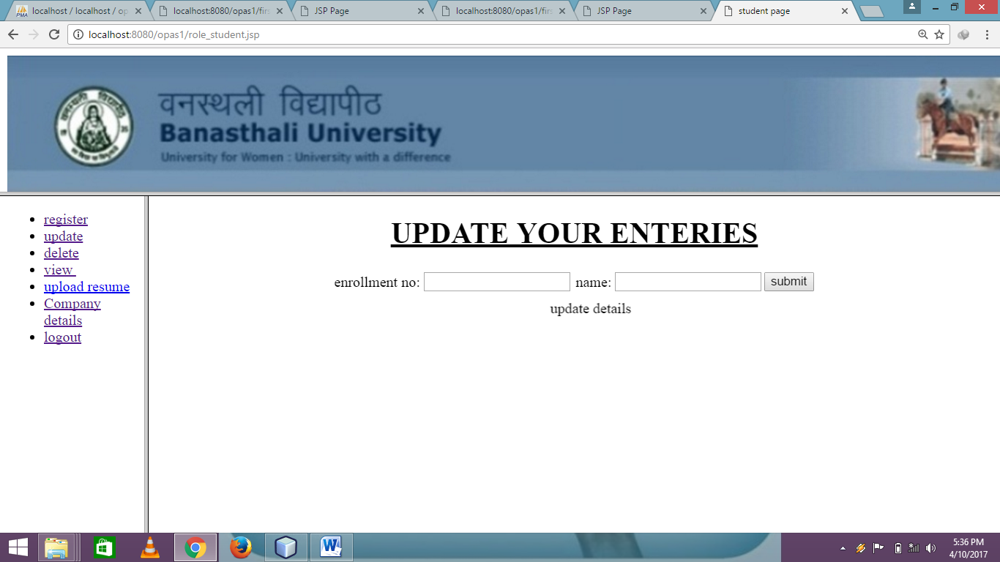 localhost / localhost / op
localhost:8080/opas1/firs
JSP Page
localhost:8080/opas1/firs
JSP Page
student page
localhost:8080/opas1/role_student.jsp
वनस्थली विद्यापीठ
Banasthali University
University for Women : University with a difference
register
update
delete
view
upload resume
Company
details
logout
UPDATE YOUR ENTERIES
enrollment no: name: submit
update details
5:36 PM
4/10/2017